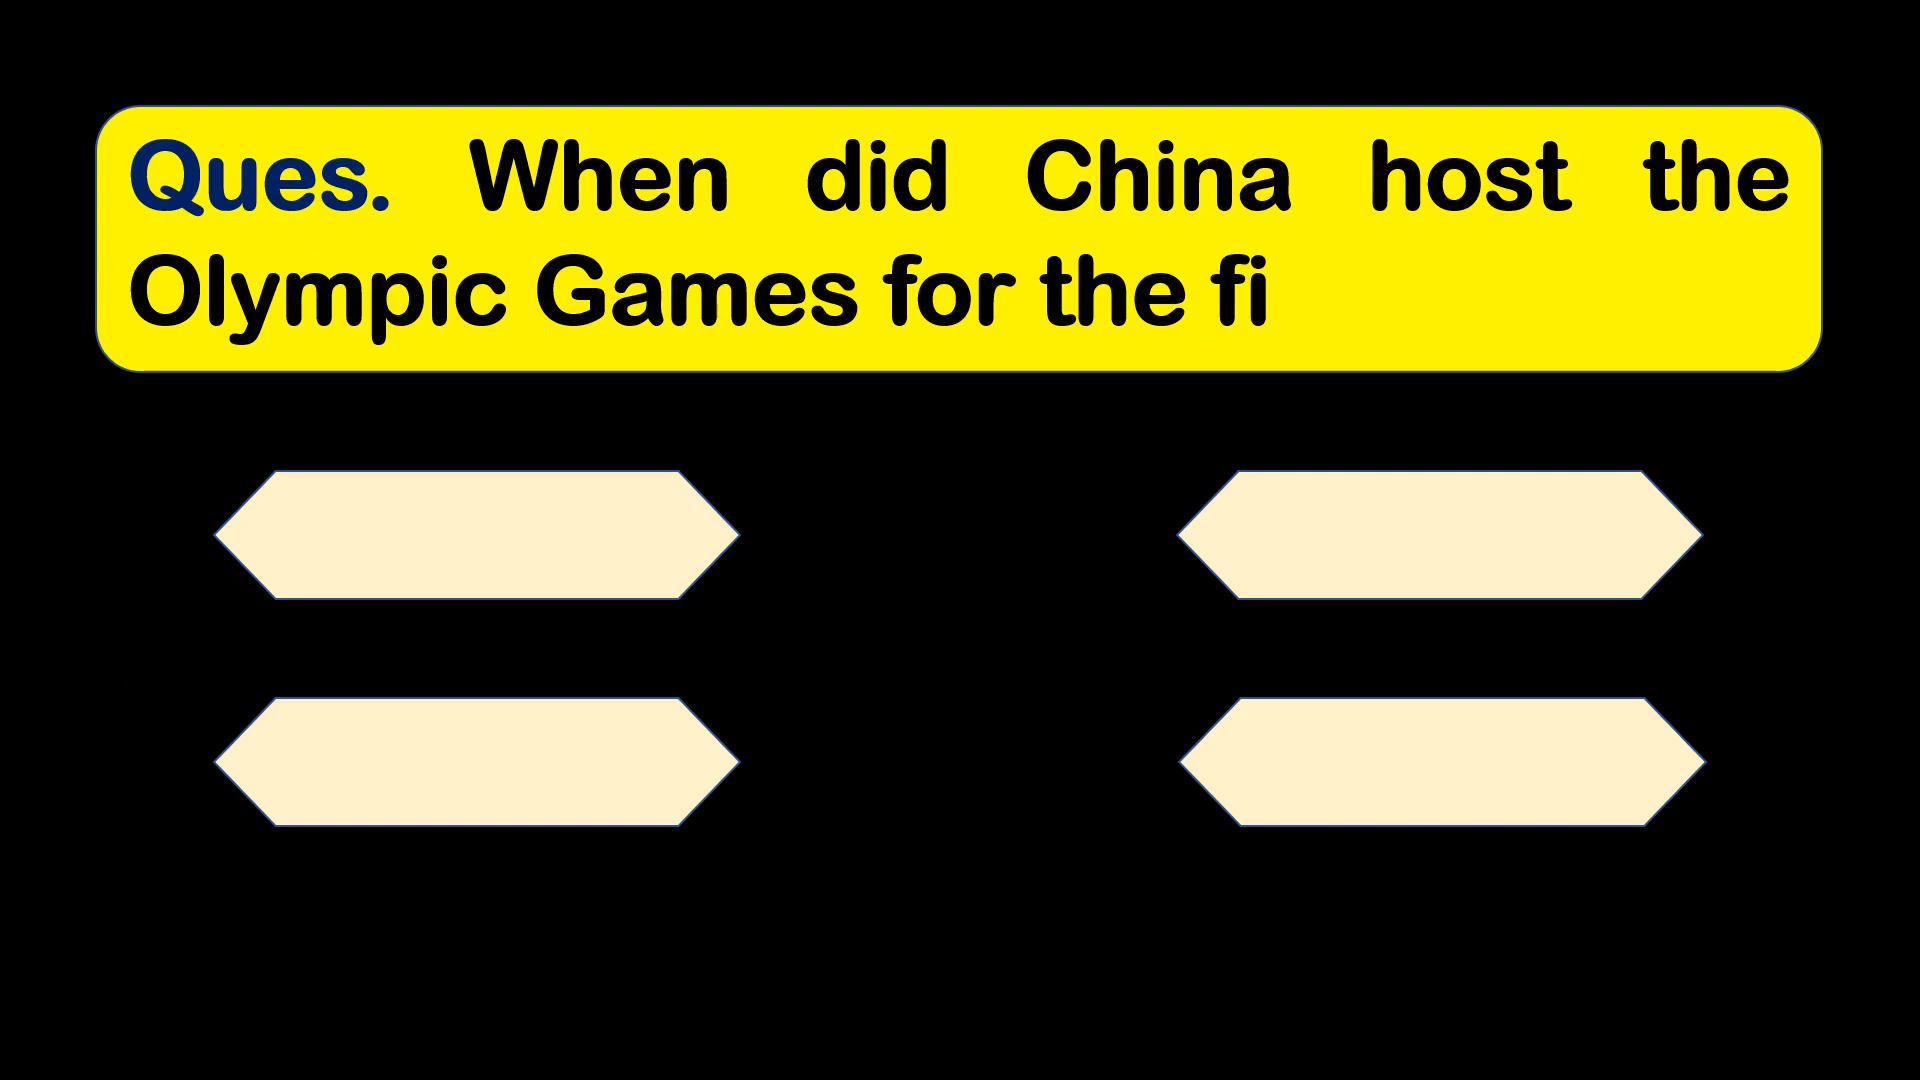 Ques. When did China host the
Olympic Games for the fi